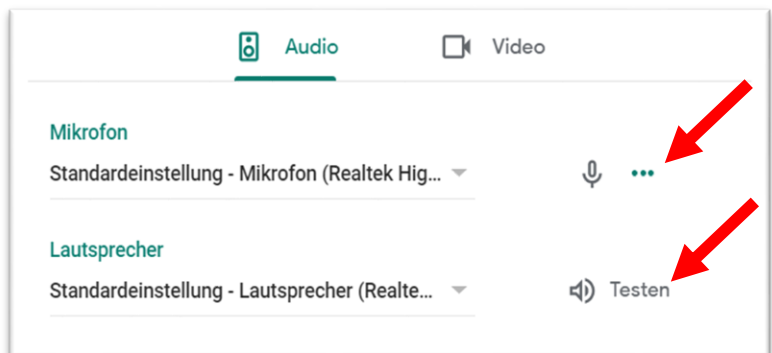 Audio Video
Mikrofon
Standardeinstellung - Mikrofon (Realtek Hig...
Lautsprecher
Standardeinstellung - Lautsprecher (Realte... Testen